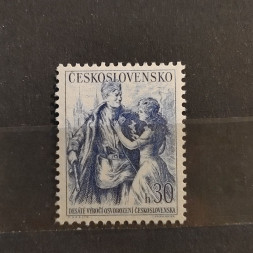 ČESKOSLOVENSKO
30
h
DESÁTÉ VÝROČÍ OSVOBOZENÍ ČESKOSLOVENSKA